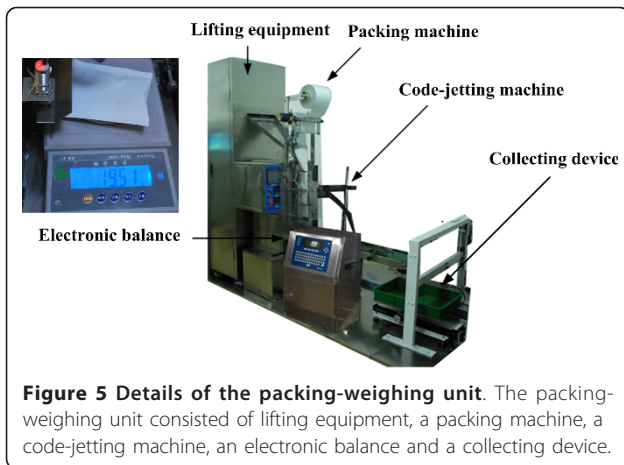 Lifting equipment
Packing machine
Code-jetting machine
Collecting device
Electronic balance
Figure 5 Details of the packing-weighing unit. The packing-
weighing unit consisted of lifting equipment, a packing machine, a
code-jetting machine, an electronic balance and a collecting device.